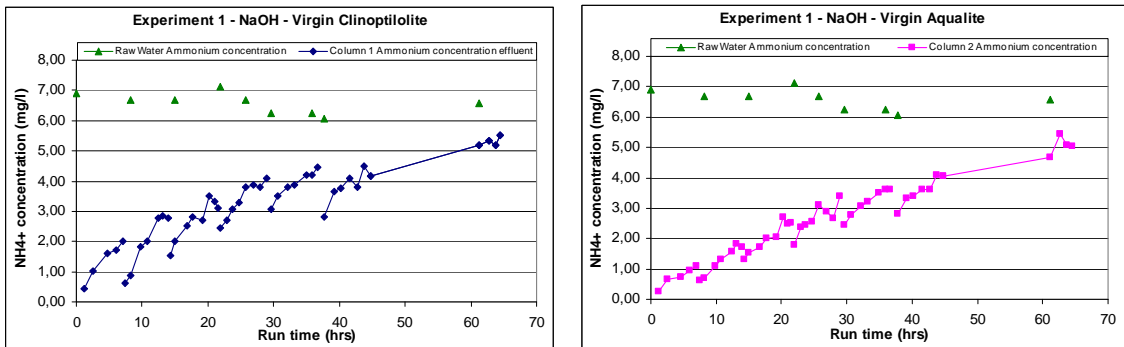 Experiment 1 - NaOH - Virgin Clinoptilolite
Raw Water Ammonium concentration
Column 1 Ammonium concentration effluent
NH4+ concentration (mg/l)
8,00
7,00
6,00
5,00
4,00
3,00
2,00
1,00
0,00
0 10 20 30 40 50 60 70
Run time (hrs)
Experiment 1 - NaOH - Virgin Aqualite
Raw Water Ammonium concentration
Column 2 Ammonium concentration
NH4+ concentration (mg/l)
8,00
7,00
6,00
5,00
4,00
3,00
2,00
1,00
0,00
0 10 20 30 40 50 60 70
Run time (hrs)